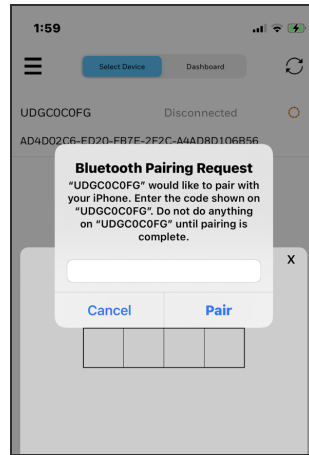 1:59
Select Device Dashboard
UDGCOCOFG Disconnected
AD4D02C6-ED20-FB7E-2F2C-A4AD8D106B56
Bluetooth Pairing Request
“UDGC0C0FG” would like to pair with
your iPhone. Enter the code shown on
“UDGC0C0FG”. Do not do anything
on “UDGC0C0FG” until pairing is
complete.
X
Cancel Pair